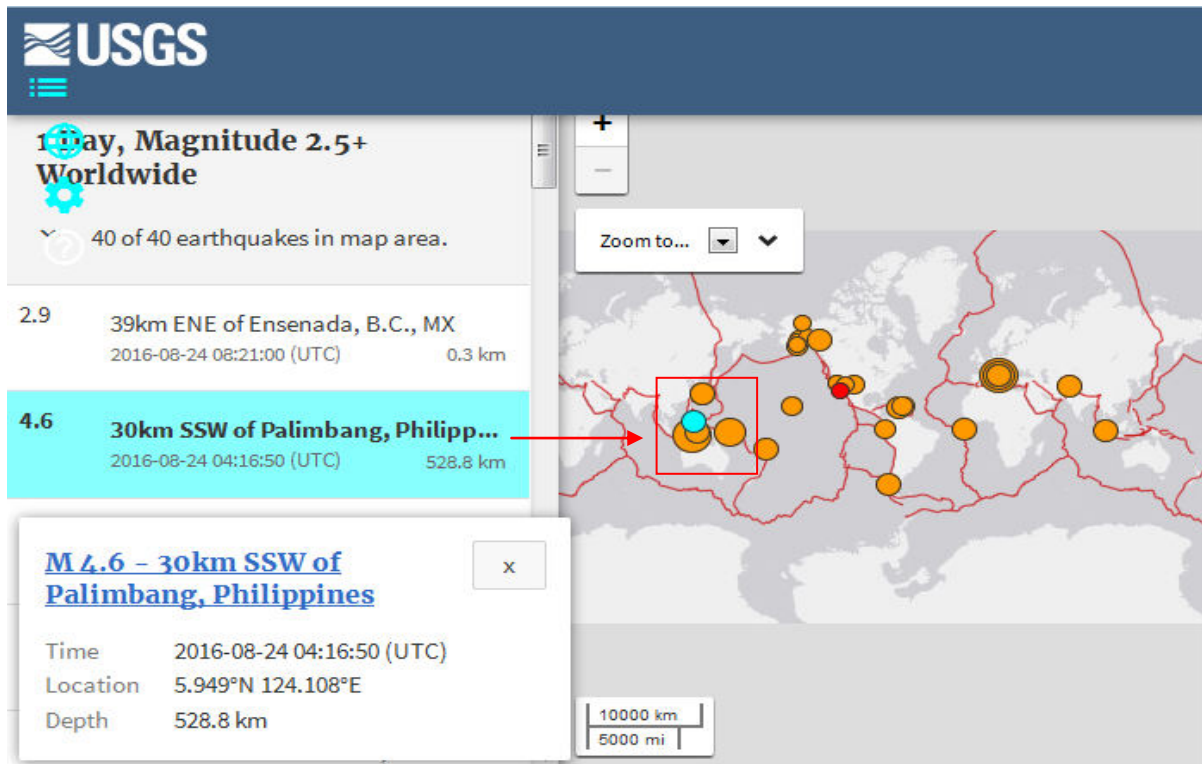 USGS
1 Day, Magnitude 2.5+
Worldwide
40 of 40 earthquakes in map area.
2.9
39km ENE of Ensenada, B.C., MX
2016-08-24 08:21:00 (UTC) 0.3 km
4.6
30km SSW of Palimbang, Philipp...
2016-08-24 04:16:50 (UTC) 528.8 km
M 4.6 - 30km SSW of
Palimbang, Philippines
x
Time 2016-08-24 04:16:50 (UTC)
Location 5.949°N 124.108°E
Depth 528.8 km
+
−
Zoom to...
10000 km
5000 mi